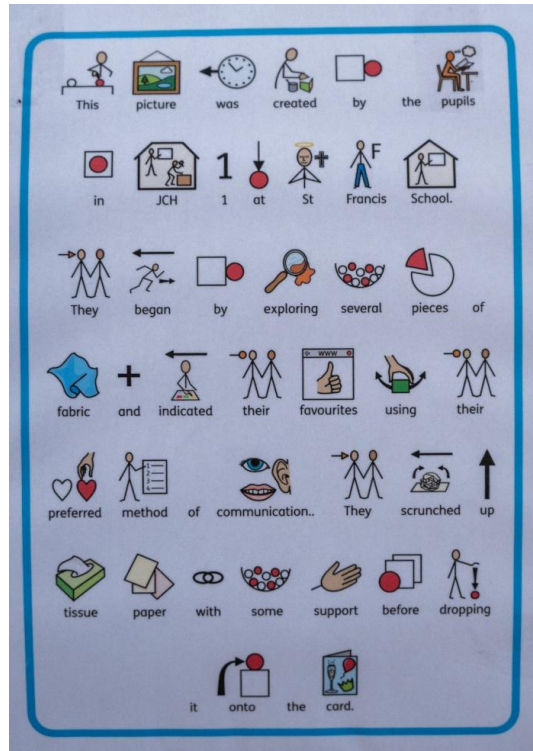 This picture was created by the pupils
in JCH 1 at St Francis School.
They began by exploring several pieces of
fabric and indicated their favourites using their
preferred method of communication.. They scrunched up
tissue paper with some support before dropping
it onto the card.